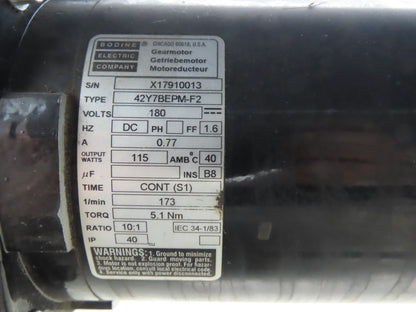 BODINE ® CHICAGO 60618, U.S.A.
ELECTRIC Gearmotor
COMPANY Getriebemotor
Motoreducteur
S/N X17910013
TYPE 42Y7BEPM-F2
VOLTS 180
HZ DC PH FF 1.6
A 0.77
OUTPUT WATTS 115 AMB°C 40
µF INS B8
TIME CONT (S1)
1/min 173
TORQ 5.1 Nm
RATIO 10:1 IEC 34-1/83
IP 40
WARNINGS: 1. Ground to minimize
shock hazard. 2. Guard moving parts.
3. Motor is not explosion proof. For hazar-
dous location, consult local electrical code.
4. Service only with power disconnected.